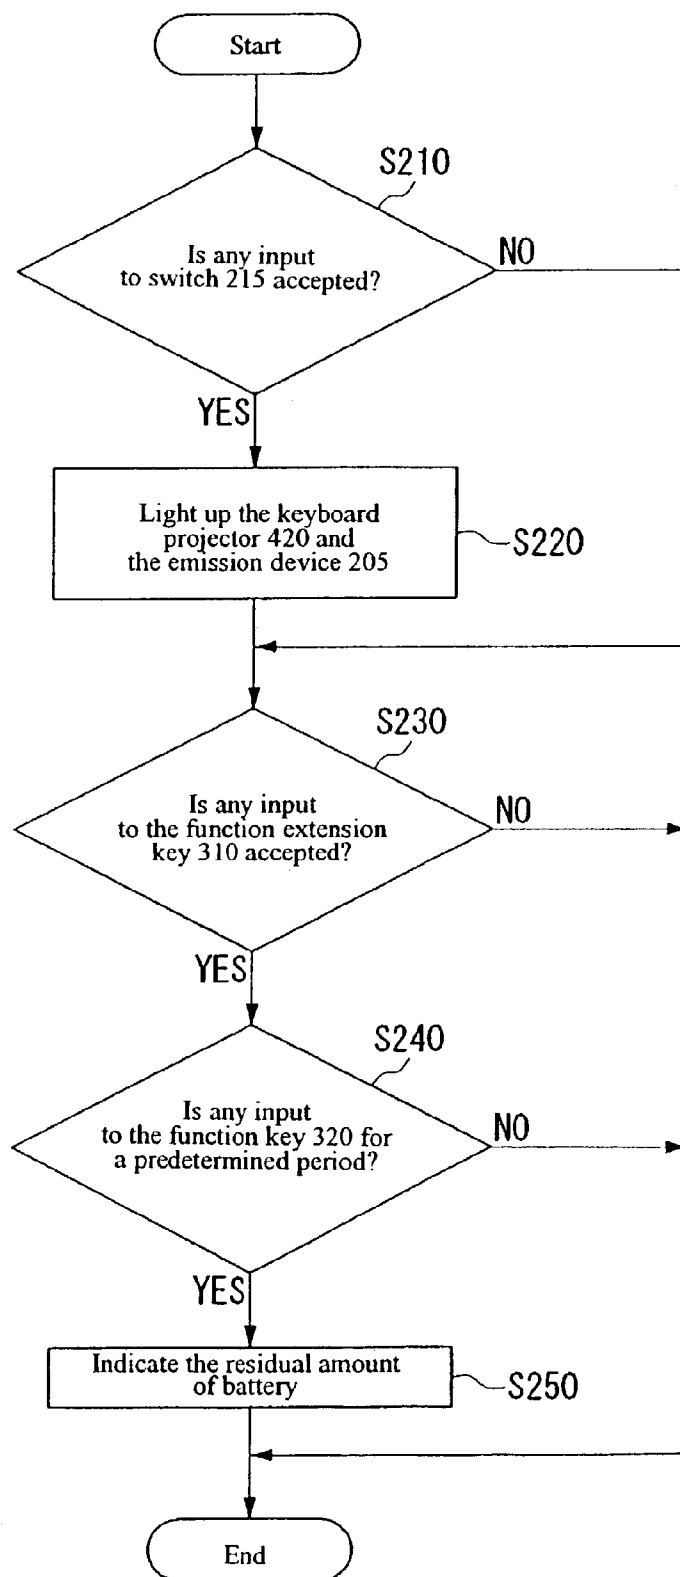 Start
S210
Is any input
to switch 215 accepted?
NO
YES
Light up the keyboard
projector 420 and
the emission device 205
S220
S230
Is any input
to the function extension
key 310 accepted?
NO
YES
S240
Is any input
to the function key 320 for
a predetermined period?
NO
YES
Indicate the residual amount
of battery
S250
End